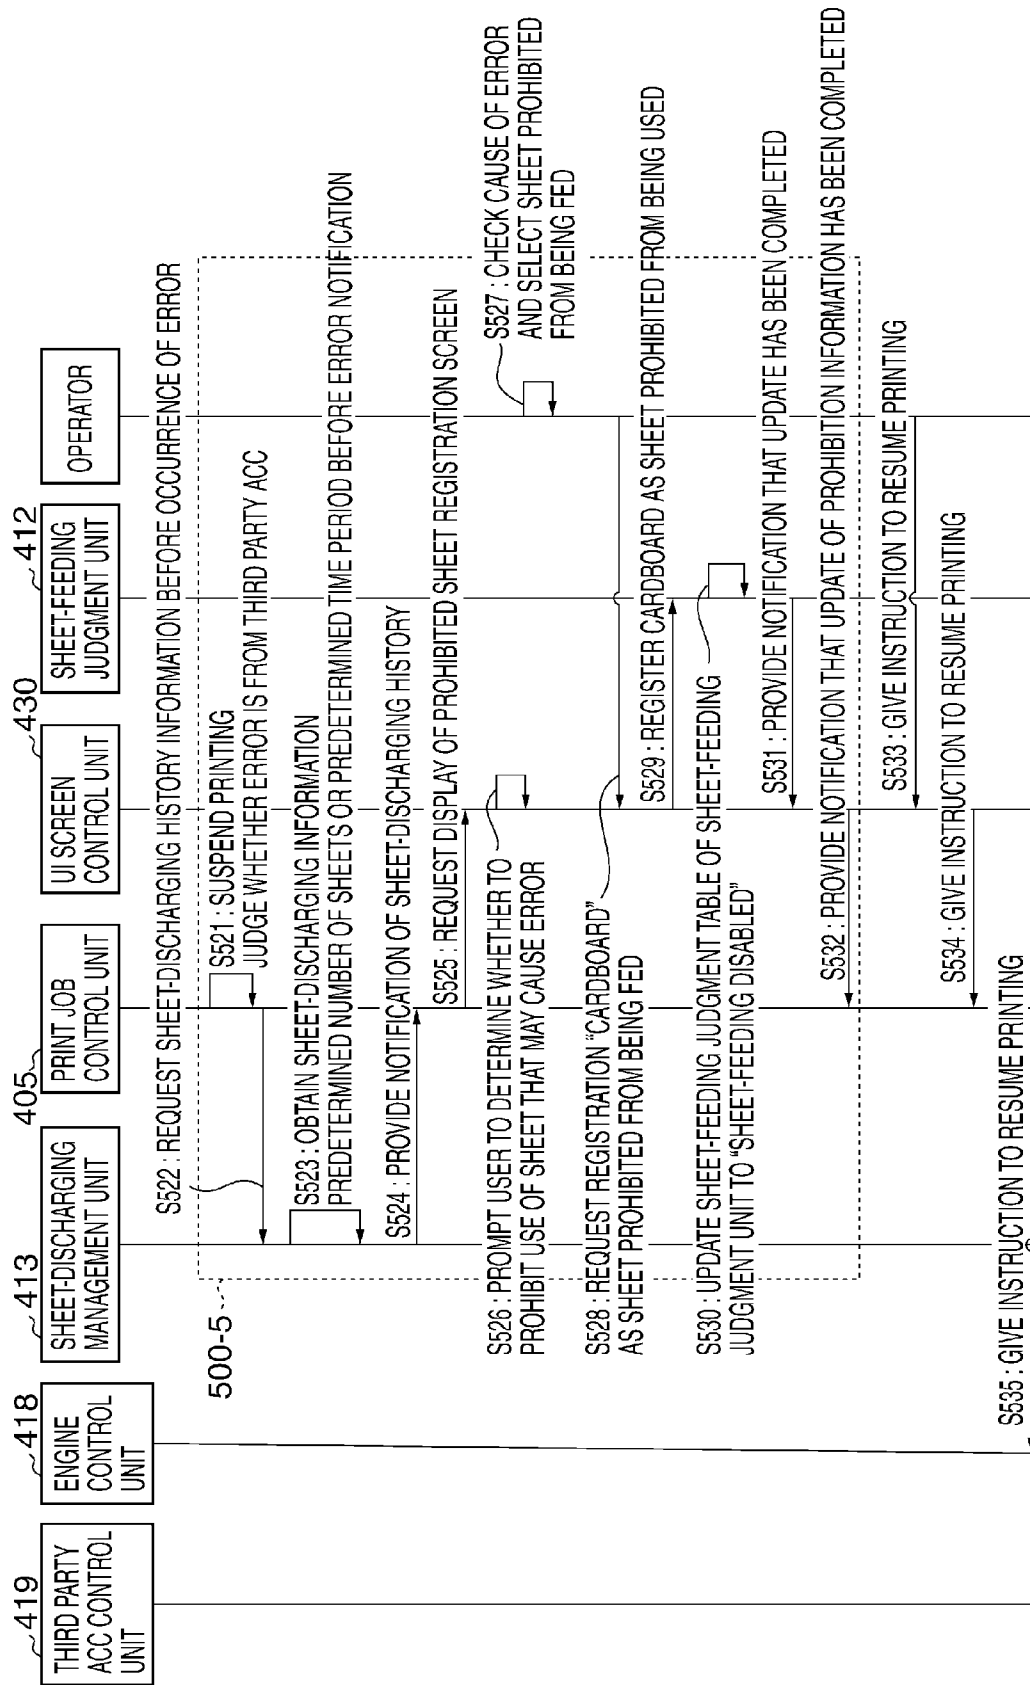 419
THIRD PARTY
ACC CONTROL
UNIT
418
ENGINE
CONTROL
UNIT
413
SHEET-DISCHARGING
MANAGEMENT UNIT
405
PRINT JOB
CONTROL UNIT
430
UI SCREEN
CONTROL UNIT
412
SHEET-FEEDING
JUDGMENT UNIT
OPERATOR
500-5
S522 : REQUEST SHEET-DISCHARGING HISTORY INFORMATION BEFORE OCCURRENCE OF ERROR
S521 : SUSPEND PRINTING
JUDGE WHETHER ERROR IS FROM THIRD PARTY ACC
S523 : OBTAIN SHEET-DISCHARGING INFORMATION
PREDETERMINED NUMBER OF SHEETS OR PREDETERMINED TIME PERIOD BEFORE ERROR NOTIFICATION
S524 : PROVIDE NOTIFICATION OF SHEET-DISCHARGING HISTORY
S525 : REQUEST DISPLAY OF PROHIBITED SHEET REGISTRATION SCREEN
S526 : PROMPT USER TO DETERMINE WHETHER TO
PROHIBIT USE OF SHEET THAT MAY CAUSE ERROR
S527 : CHECK CAUSE OF ERROR
AND SELECT SHEET PROHIBITED
FROM BEING FED
S528 : REQUEST REGISTRATION “CARDBOARD”
AS SHEET PROHIBITED FROM BEING FED
S529 : REGISTER CARDBOARD AS SHEET PROHIBITED FROM BEING USED
S530 : UPDATE SHEET-FEEDING JUDGMENT TABLE OF SHEET-FEEDING
JUDGMENT UNIT TO “SHEET-FEEDING DISABLED”
S531 : PROVIDE NOTIFICATION THAT UPDATE HAS BEEN COMPLETED
S532 : PROVIDE NOTIFICATION THAT UPDATE OF PROHIBITION INFORMATION HAS BEEN COMPLETED
S533 : GIVE INSTRUCTION TO RESUME PRINTING
S534 : GIVE INSTRUCTION TO RESUME PRINTING
S535 : GIVE INSTRUCTION TO RESUME PRINTING